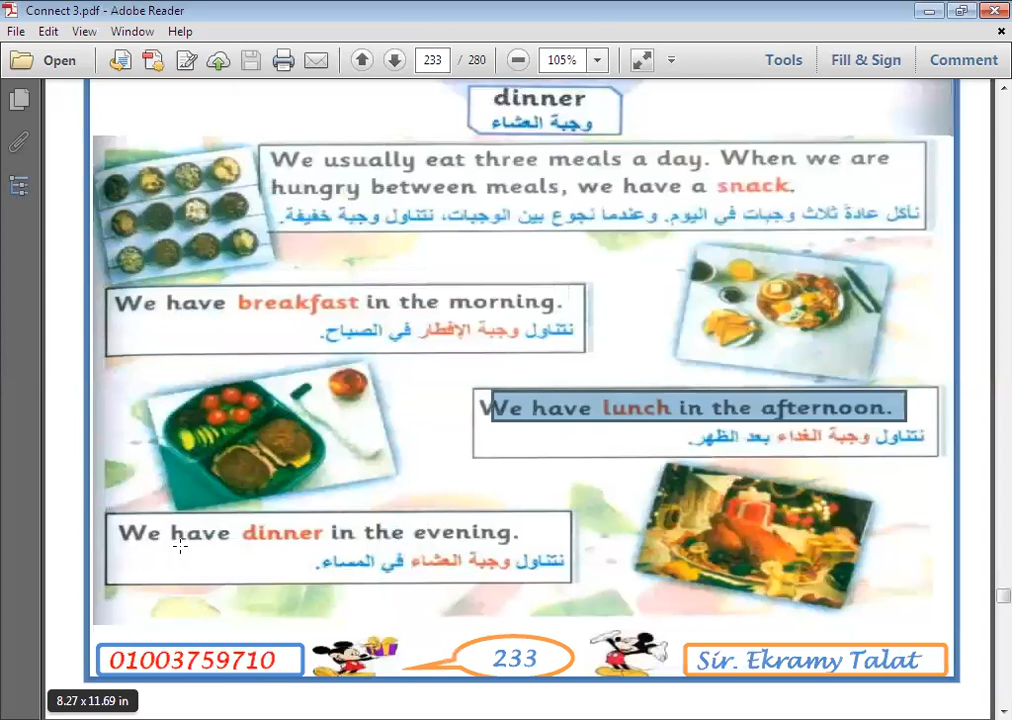 Connect 3.pdf - Adobe Reader
File Edit View Window Help
Open 233 / 280 105% Tools Fill & Sign Comment
dinner
وجبة العشاء
We usually eat three meals a day. When we are
hungry between meals, we have a snack.
نأكل عادةً ثلاث وجبات في اليوم. وعندما نجوع بين الوجبات، نتناول وجبة خفيفة.
We have breakfast in the morning.
نتناول وجبة الإفطار في الصباح.
We have lunch in the afternoon.
نتناول وجبة الغداء بعد الظهر.
We have dinner in the evening.
نتناول وجبة العشاء في المساء.
01003759710 233 Sir. Ekramy Talat
8.27 x 11.69 in